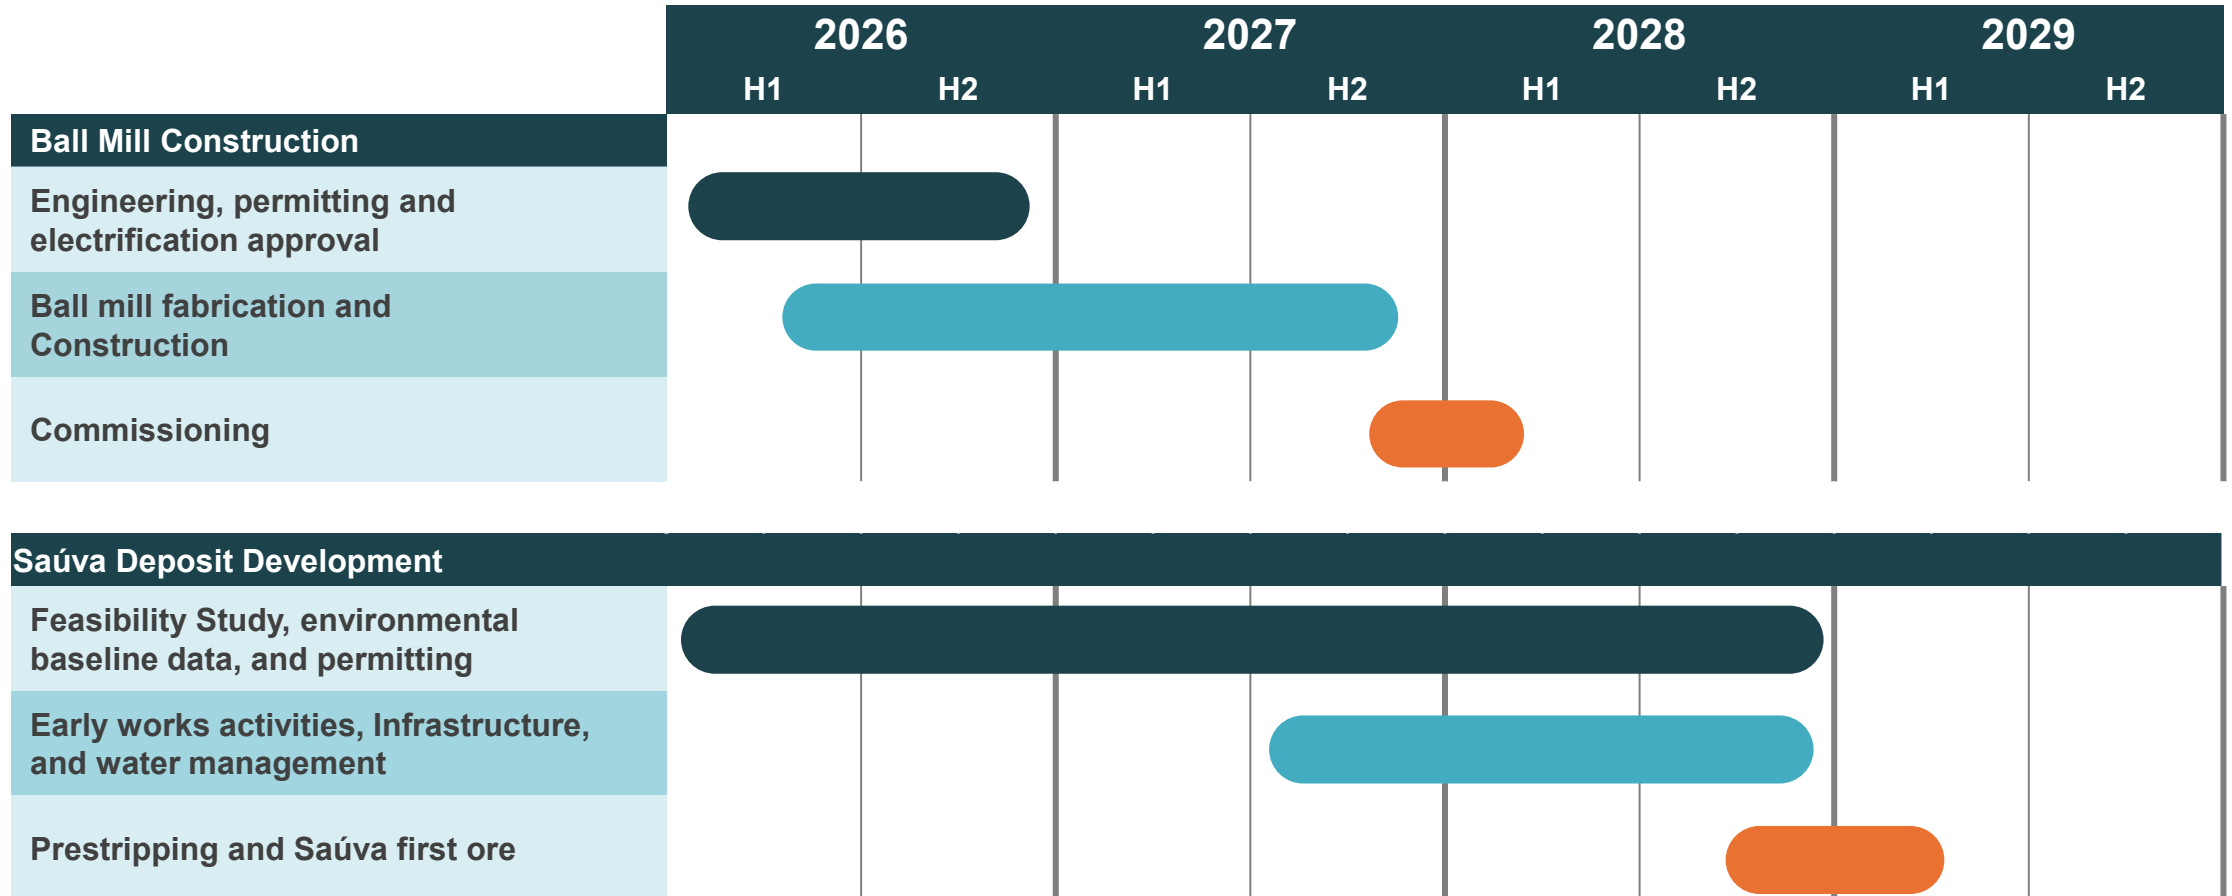 2026 2027 2028 2029
H1 H2 H1 H2 H1 H2 H1 H2
Ball Mill Construction
Engineering, permitting and
electrification approval
Ball mill fabrication and
Construction
Commissioning
Saúva Deposit Development
Feasibility Study, environmental
baseline data, and permitting
Early works activities, Infrastructure,
and water management
Prestripping and Saúva first ore